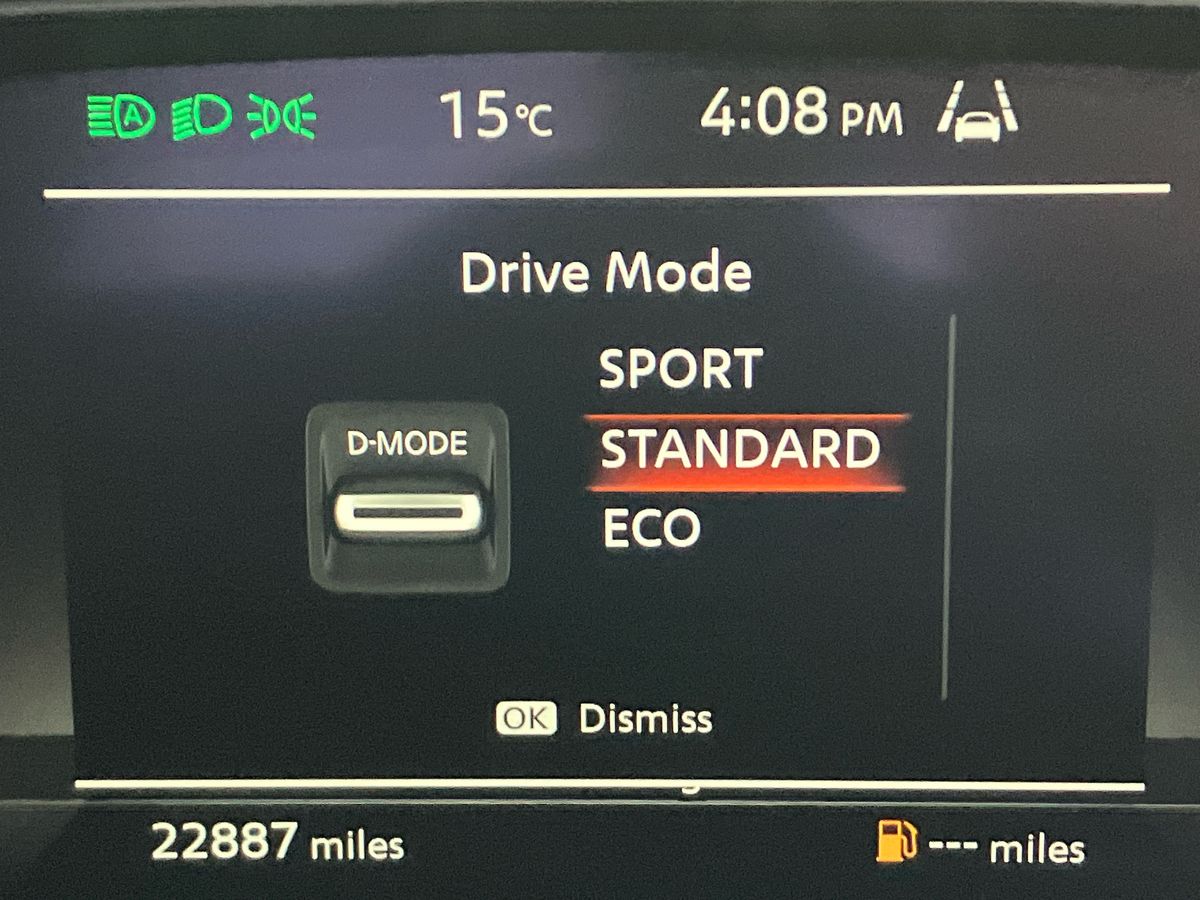 A 15°C 4:08 PM
Drive Mode
SPORT
D-MODE STANDARD
ECO
OK Dismiss
22887 miles --- miles